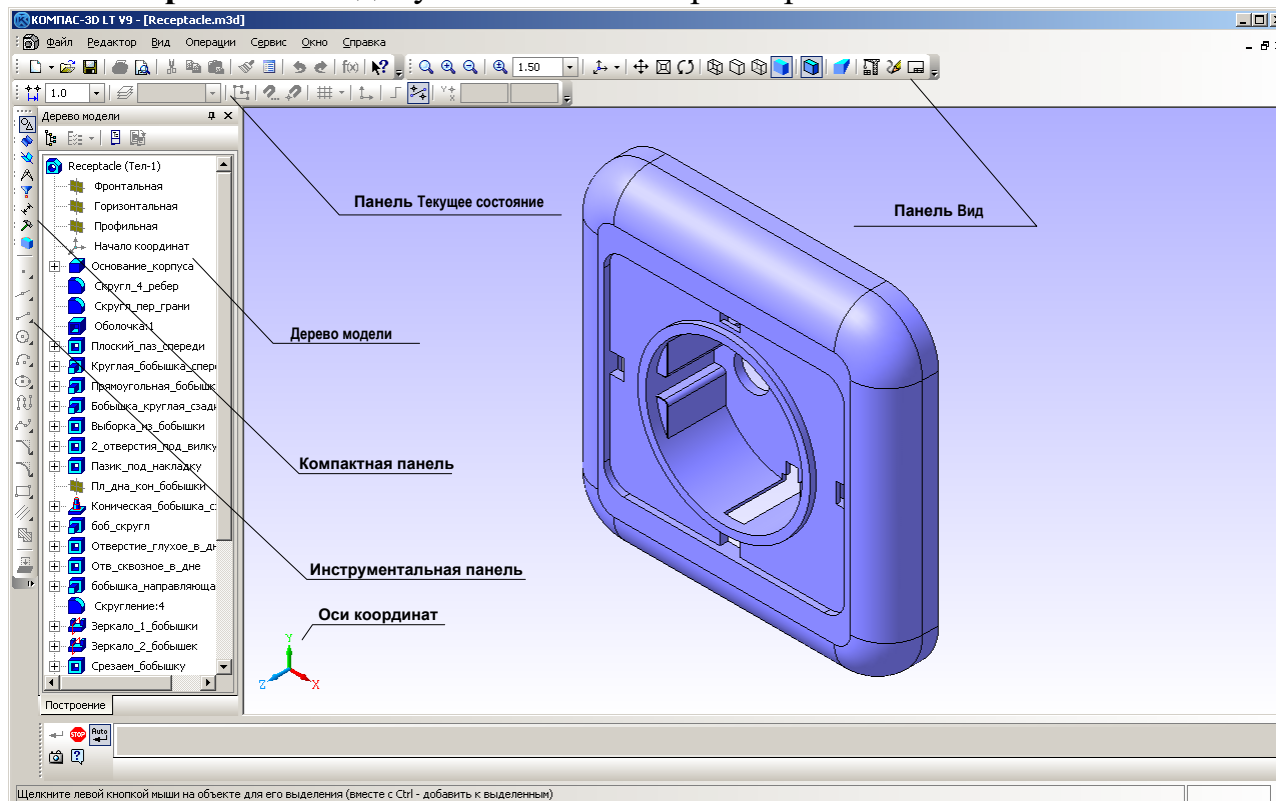 КОМПАС-3D LT V9 - [Receptacle.m3d]
Файл Редактор Вид Операции Сервис Окно Справка
1.50
1.0
Дерево модели
Receptacle (Тел-1)
Фронтальная
Горизонтальная
Профильная
Начало координат
Основание_корпуса
Скругл_4_ребер
Скругл_пер_грани
Оболочка:1
Плоский_паз_спереди
Круглая_бобышка_спер
Прямоугольная_бобышк
Бобышка_круглая_сзад
Выборка_из_бобышки
2_отверстия_под_вилку
Пазик_под_накладку
Пл_дна_кон_бобышки
Коническая_бобышка_с
боб_скругл
Отверстие_глухое_в_д
Отв_сквозное_в_дне
бобышка_направляюща
Скругление:4
Зеркало_1_бобышки
Зеркало_2_бобышек
Срезаем_бобышку
Построение
Панель Текущее состояние
Панель Вид
Дерево модели
Компактная панель
Инструментальная панель
Оси координат
Y
Z X
STOP Auto
Щелкните левой кнопкой мыши на объекте для его выделения (вместе с Ctrl - добавить к выделенным)